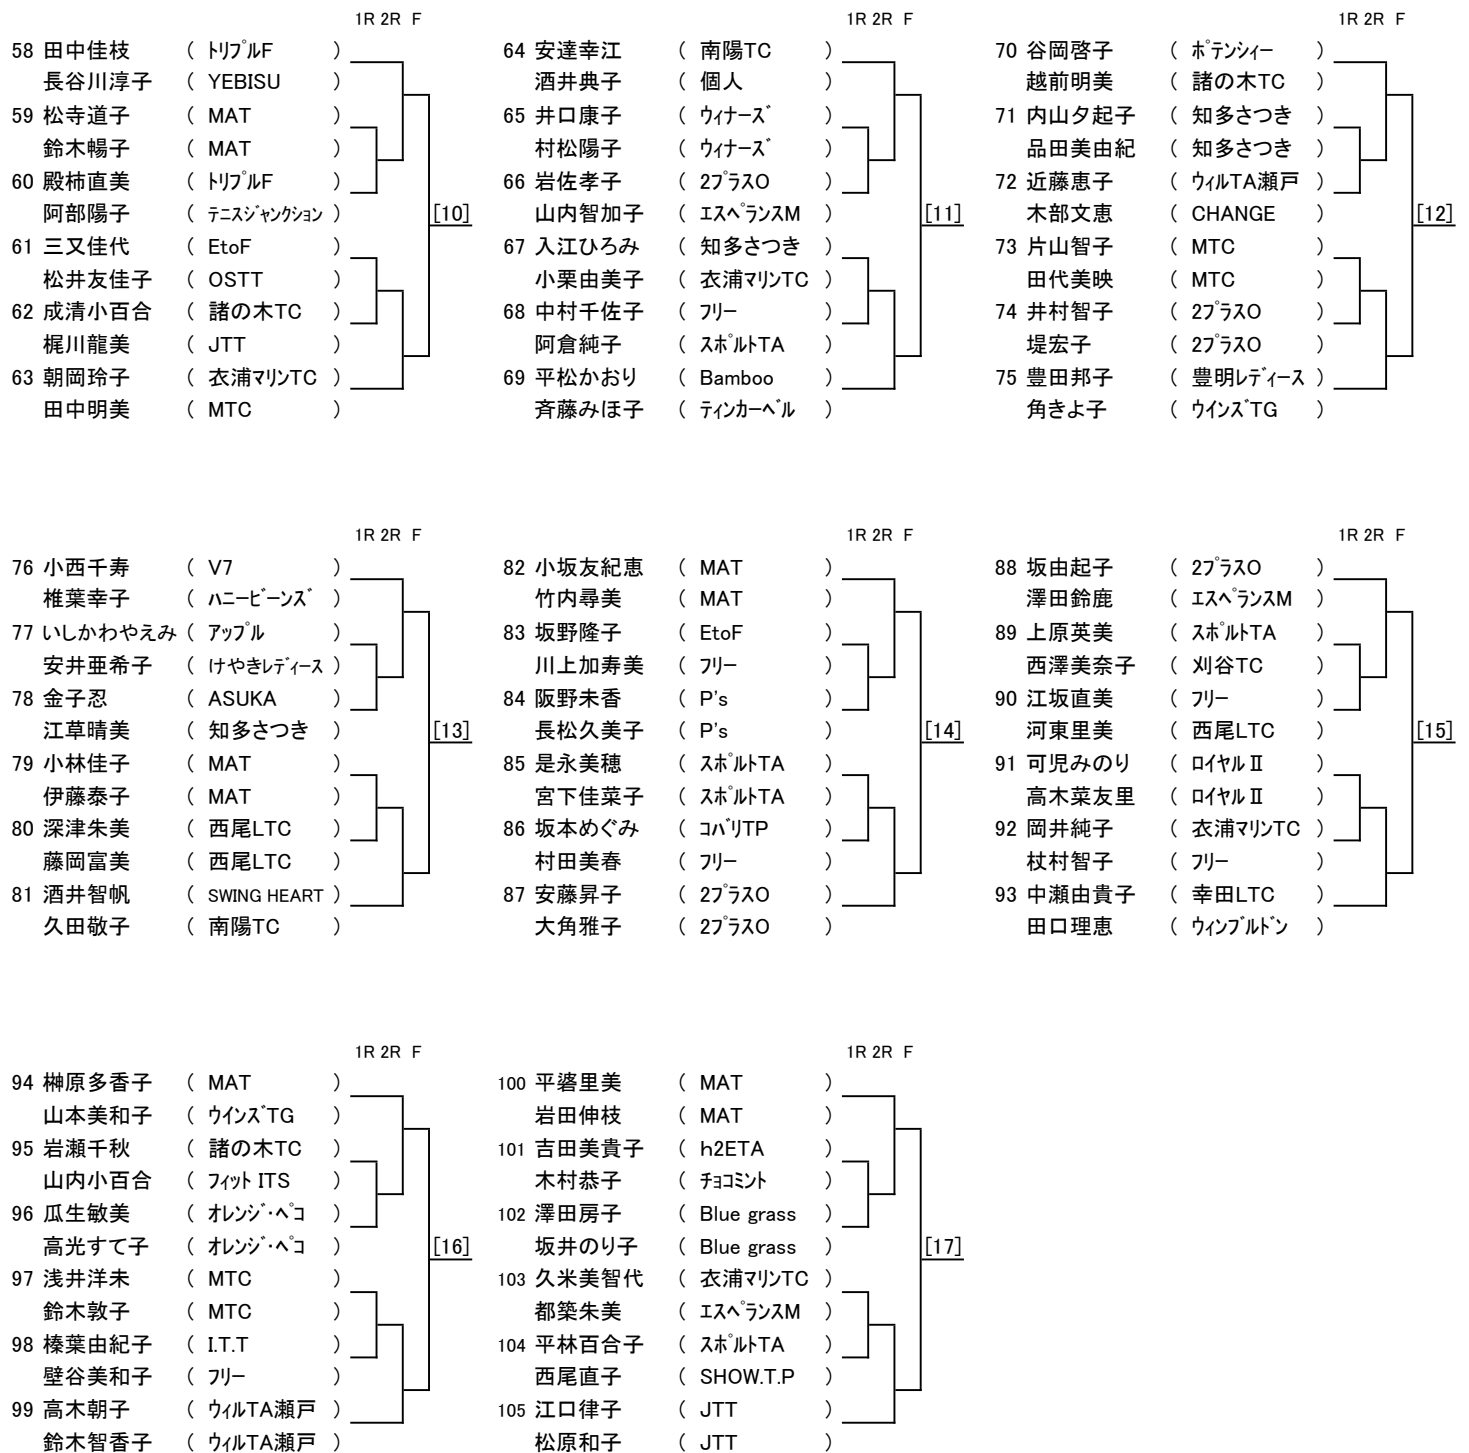 1R 2R F
58 田中佳枝 ( ﾄﾘﾌﾟﾙF )
長谷川淳子 ( YEBISU )
59 松寺道子 ( MAT )
鈴木暢子 ( MAT )
60 殿柿直美 ( ﾄﾘﾌﾟﾙF )
阿部陽子 ( ﾃﾆｽｼﾞｬﾝｸｼｮﾝ )
[10]
61 三又佳代 ( EtoF )
松井友佳子 ( OSTT )
62 成清小百合 ( 諸の木TC )
梶川龍美 ( JTT )
63 朝岡玲子 ( 衣浦ﾏﾘﾝTC )
田中明美 ( MTC )
1R 2R F
64 安達幸江 ( 南陽TC )
酒井典子 ( 個人 )
65 井口康子 ( ｳｨﾅｰｽﾞ )
村松陽子 ( ｳｨﾅｰｽﾞ )
66 岩佐孝子 ( 2ﾌﾟﾗｽO )
山内智加子 ( ｴｽﾍﾟﾗﾝｽM )
[11]
67 入江ひろみ ( 知多さつき )
小栗由美子 ( 衣浦ﾏﾘﾝTC )
68 中村千佐子 ( ﾌﾘｰ )
阿倉純子 ( ｽﾎﾟﾙﾄTA )
69 平松かおり ( Bamboo )
斉藤みほ子 ( ﾃｨﾝｶｰﾍﾞﾙ )
1R 2R F
70 谷岡啓子 ( ﾎﾟﾃﾝｼｨｰ )
越前明美 ( 諸の木TC )
71 内山夕起子 ( 知多さつき )
品田美由紀 ( 知多さつき )
72 近藤恵子 ( ｳｨﾙTA瀬戸 )
木部文恵 ( CHANGE )
[12]
73 片山智子 ( MTC )
田代美映 ( MTC )
74 井村智子 ( 2ﾌﾟﾗｽO )
堤宏子 ( 2ﾌﾟﾗｽO )
75 豊田邦子 ( 豊明ﾚﾃﾞｨｰｽ )
角きよ子 ( ｳｲﾝｽﾞTG )
1R 2R F
76 小西千寿 ( V7 )
椎葉幸子 ( ﾊﾆｰﾋﾞｰﾝｽﾞ )
77 いしかわやえみ ( ｱｯﾌﾟﾙ )
安井亜希子 ( けやきﾚﾃﾞｨｰｽ )
78 金子忍 ( ASUKA )
江草晴美 ( 知多さつき )
[13]
79 小林佳子 ( MAT )
伊藤泰子 ( MAT )
80 深津朱美 ( 西尾LTC )
藤岡富美 ( 西尾LTC )
81 酒井智帆 ( SWING HEART )
久田敬子 ( 南陽TC )
1R 2R F
82 小坂友紀恵 ( MAT )
竹内尋美 ( MAT )
83 坂野隆子 ( EtoF )
川上加寿美 ( ﾌﾘｰ )
84 阪野未香 ( P's )
長松久美子 ( P's )
[14]
85 是永美穂 ( ｽﾎﾟﾙﾄTA )
宮下佳菜子 ( ｽﾎﾟﾙﾄTA )
86 坂本めぐみ ( ｺﾊﾞﾘTP )
村田美春 ( ﾌﾘｰ )
87 安藤昇子 ( 2ﾌﾟﾗｽO )
大角雅子 ( 2ﾌﾟﾗｽO )
1R 2R F
88 坂由起子 ( 2ﾌﾟﾗｽO )
澤田鈴鹿 ( ｴｽﾍﾟﾗﾝｽM )
89 上原英美 ( ｽﾎﾟﾙﾄTA )
西澤美奈子 ( 刈谷TC )
90 江坂直美 ( ﾌﾘｰ )
河東里美 ( 西尾LTC )
[15]
91 可児みのり ( ﾛｲﾔﾙⅡ )
高木菜友里 ( ﾛｲﾔﾙⅡ )
92 岡井純子 ( 衣浦ﾏﾘﾝTC )
杖村智子 ( ﾌﾘｰ )
93 中瀬由貴子 ( 幸田LTC )
田口理恵 ( ｳｨﾝﾌﾞﾙﾄﾞﾝ )
1R 2R F
94 榊原多香子 ( MAT )
山本美和子 ( ｳｲﾝｽﾞTG )
95 岩瀬千秋 ( 諸の木TC )
山内小百合 ( ﾌｨｯﾄ ITS )
96 瓜生敏美 ( ｵﾚﾝｼﾞ･ﾍﾟｺ )
高光すて子 ( ｵﾚﾝｼﾞ･ﾍﾟｺ )
[16]
97 浅井洋未 ( MTC )
鈴木敦子 ( MTC )
98 榛葉由紀子 ( I.T.T )
壁谷美和子 ( ﾌﾘｰ )
99 高木朝子 ( ｳｨﾙTA瀬戸 )
鈴木智香子 ( ｳｨﾙTA瀬戸 )
1R 2R F
100 平碆里美 ( MAT )
岩田伸枝 ( MAT )
101 吉田美貴子 ( h2ETA )
木村恭子 ( ﾁｮｺﾐﾝﾄ )
102 澤田房子 ( Blue grass )
坂井のり子 ( Blue grass )
[17]
103 久米美智代 ( 衣浦ﾏﾘﾝTC )
都築朱美 ( ｴｽﾍﾟﾗﾝｽM )
104 平林百合子 ( ｽﾎﾟﾙﾄTA )
西尾直子 ( SHOW.T.P )
105 江口律子 ( JTT )
松原和子 ( JTT )